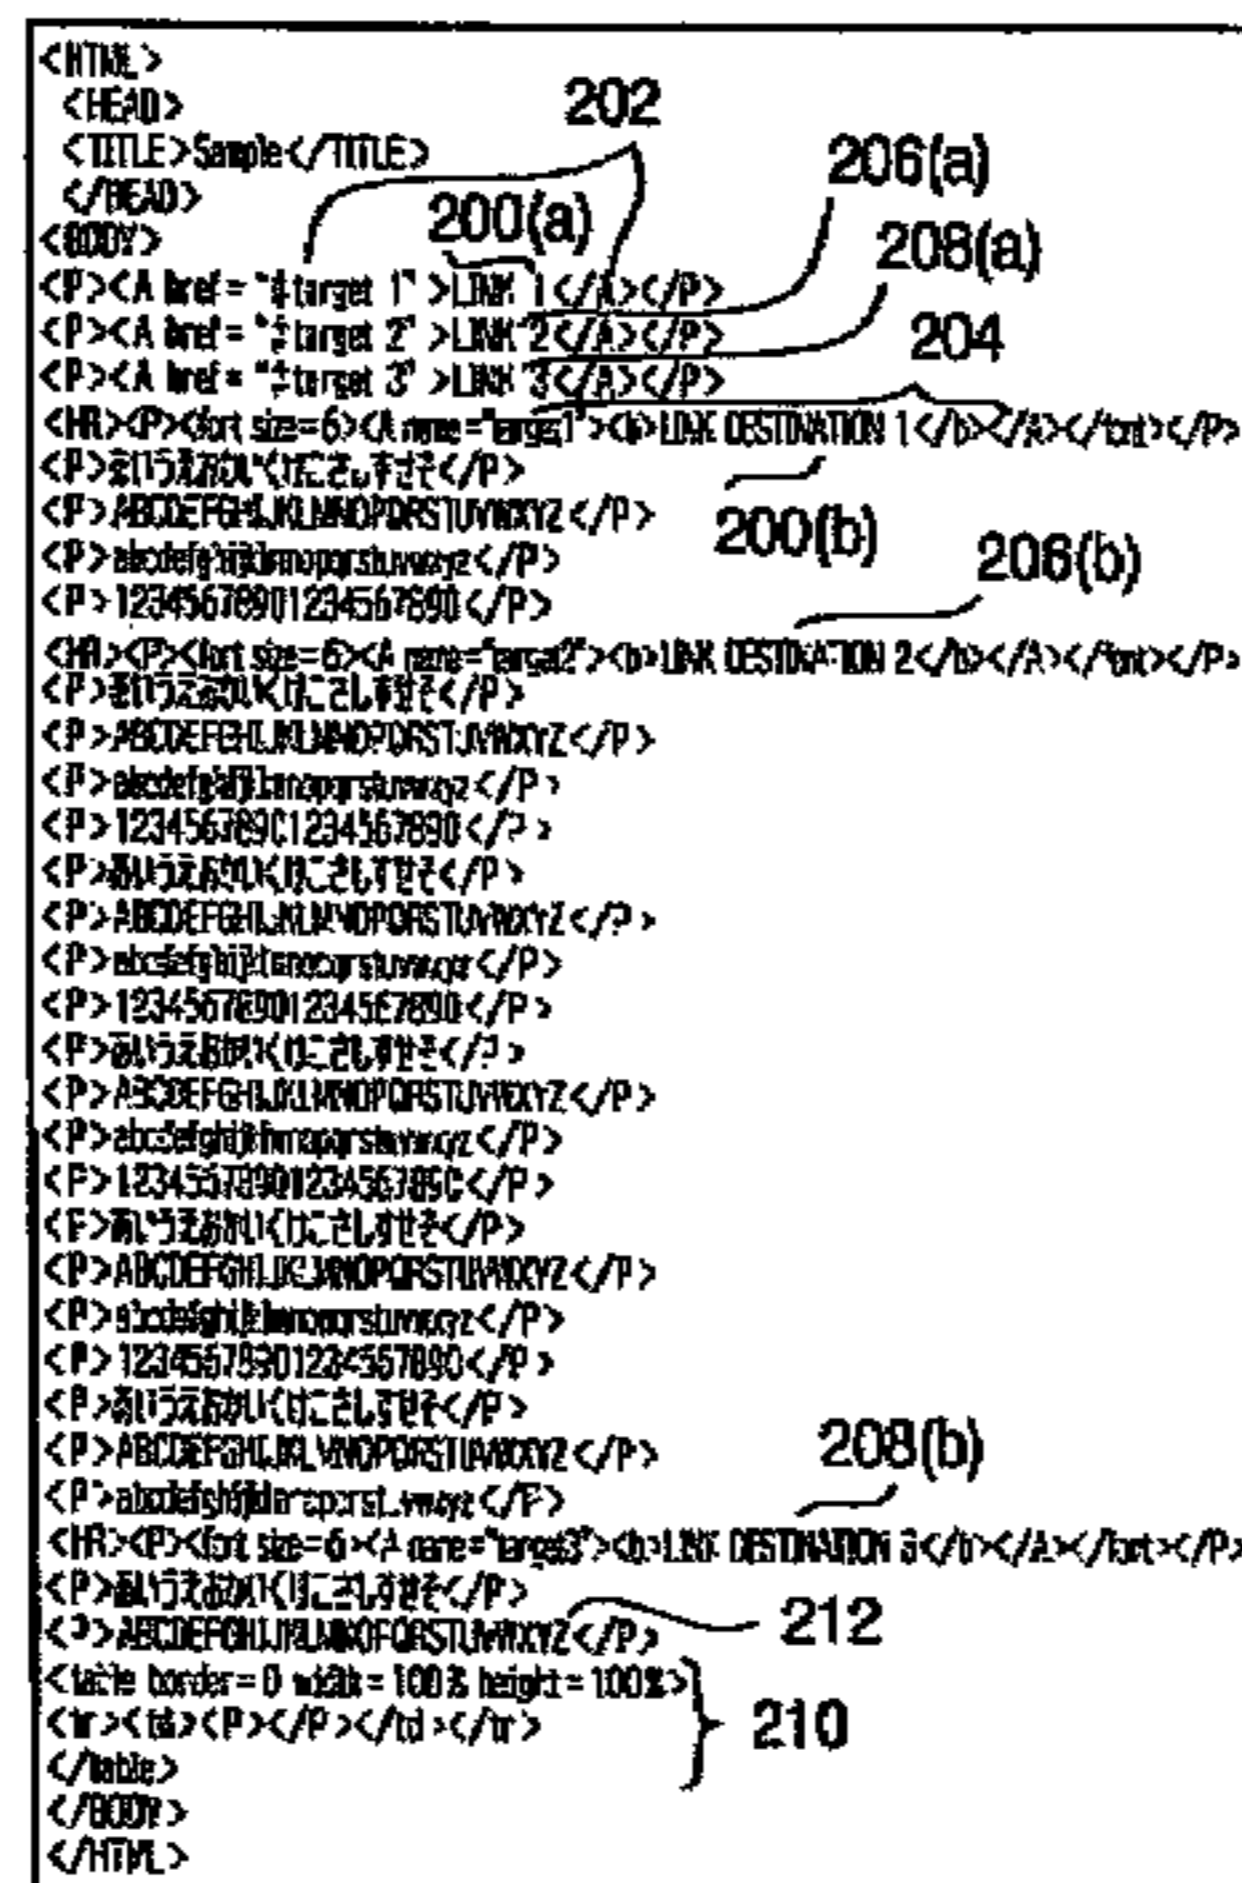 <HTML>
<HEAD>
202
<TITLE>Sample</TITLE>
206(a)
</HEAD>
200(a)
<BODY>
208(a)
<P><A href = "#target 1" >LINK 1</A></P>
<P><A href = "#target 2" >LINK 2</A></P>
204
<P><A href = "#target 3" >LINK 3</A></P>
<HR><P><font size=6><A name="target1"><b>LINK DESTINATION 1</b></A></font></P>
<P>あいうえおかいくけこさしすせそ</P>
<P>ABCDEFGHIJKLMNOPQRSTUVWXYZ</P>
200(b)
<P>abcdefghijklmnopqrstuvwxyz</P>
206(b)
<P>12345678901234567890</P>
<HR><P><font size=6><A name="target2"><b>LINK DESTINATION 2</b></A></font></P>
<P>あいうえおかいくけこさしすせそ</P>
<P>ABCDEFGHIJKLMNOPQRSTUVWXYZ</P>
<P>abcdefghijklmnopqrstuvwxyz</P>
<P>12345678901234567890</P>
<P>あいうえおかいくけこさしすせそ</P>
<P>ABCDEFGHIJKLMNOPQRSTUVWXYZ</P>
<P>abcdefghijklmnopqrstuvwxyz</P>
<P>12345678901234567890</P>
<P>あいうえおかいくけこさしすせそ</P>
<P>ABCDEFGHIJKLMNOPQRSTUVWXYZ</P>
<P>abcdefghijklmnopqrstuvwxyz</P>
<P>12345678901234567890</P>
<P>あいうえおかいくけこさしすせそ</P>
<P>ABCDEFGHIJKLMNOPQRSTUVWXYZ</P>
<P>abcdefghijklmnopqrstuvwxyz</P>
<P>12345678901234567890</P>
<P>あいうえおかいくけこさしすせそ</P>
<P>ABCDEFGHIJKLMNOPQRSTUVWXYZ</P>
208(b)
<P>abcdefghijklmnopqrstuvwxyz</P>
<HR><P><font size=6><A name="target3"><b>LINK DESTINATION 3</b></A></font></P>
<P>あいうえおかいくけこさしすせそ</P>
<P>ABCDEFGHIJKLMNOPQRSTUVWXYZ</P>
212
<table border=0 width=100% height=100%>
<tr><td><P></P></td></tr>
210
</table>
</BODY>
</HTML>